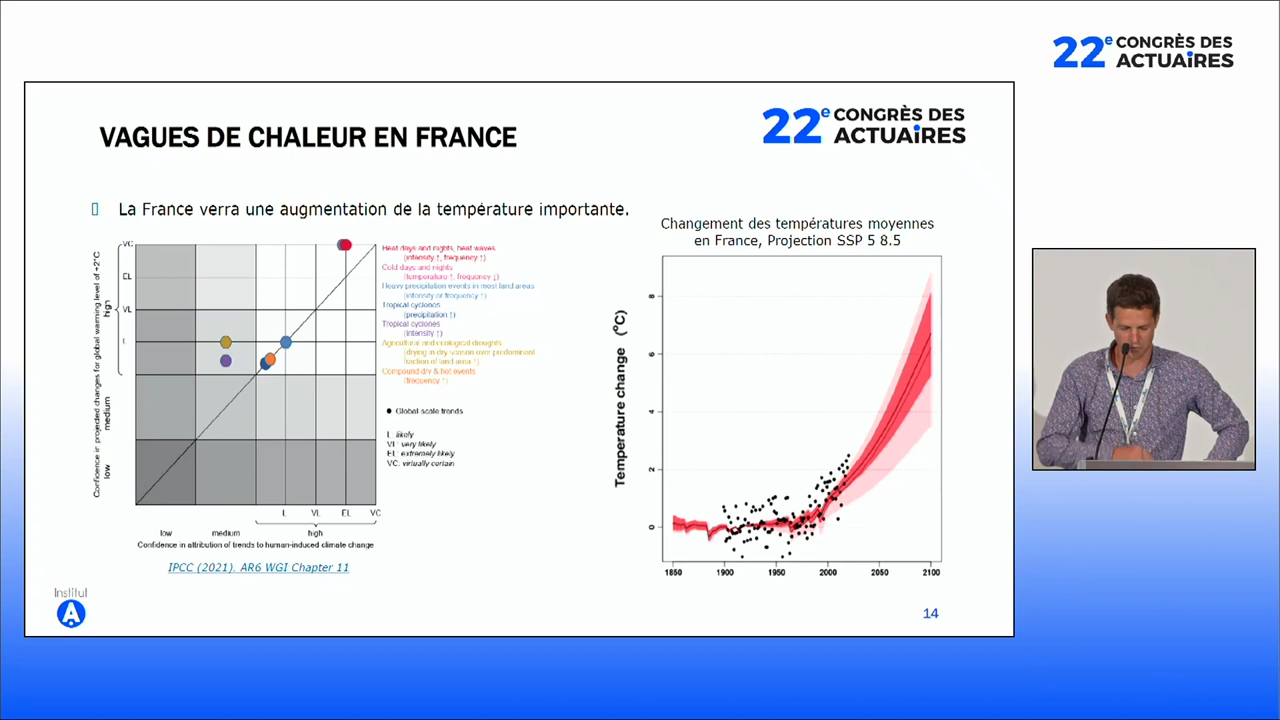 22e CONGRÈS DES
ACTUAiRES
22e CONGRÈS DES
ACTUAiRES
VAGUES DE CHALEUR EN FRANCE
La France verra une augmentation de la température importante.
Changement des températures moyennes
en France, Projection SSP 5 8.5
Confidence in projected changes for global warming level of +2°C
high
medium
low
VC
EL
VL
L
Heat days and nights, heat waves
(intensity ↑, frequency ↑)
Cold days and nights
(temperature ↑, frequency ↓)
Heavy precipitation events in most land areas
(intensity or frequency ↑)
Tropical cyclones
(precipitation ↑)
Tropical cyclones
(intensity ↑)
Agricultural and ecological droughts
(drying in dry season over predominant
fraction of land area ↑)
Compound dry & hot events
(frequency ↑)
Global-scale trends
L: likely
VL: very likely
EL: extremely likely
VC: virtually certain
L VL EL VC
low medium high
Confidence in attribution of trends to human-induced climate change
IPCC (2021). AR6 WGI Chapter 11
Temperature change (°C)
8
6
4
2
0
1850 1900 1950 2000 2050 2100
Institut
A
14